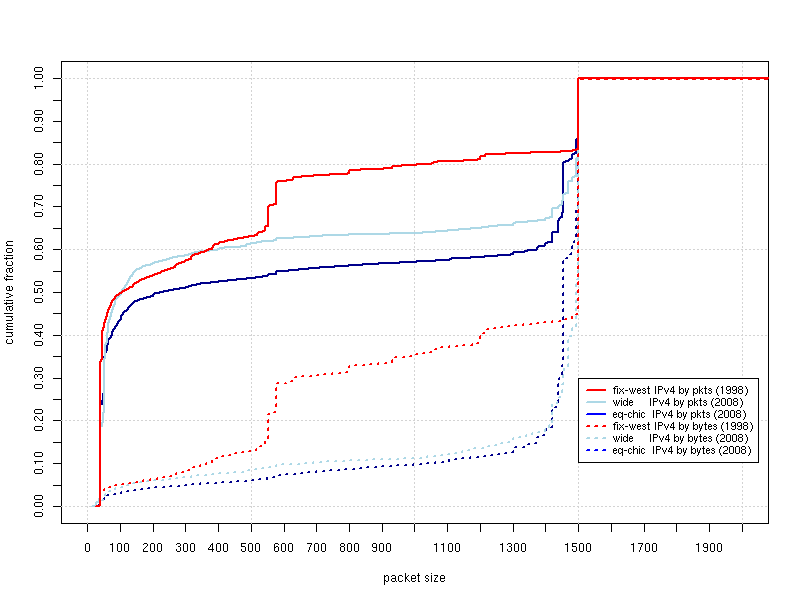 cumulative fraction
1.00
0.90
0.80
0.70
0.60
0.50
0.40
0.30
0.20
0.10
0.00
fix-west IPv4 by pkts (1998)
wide IPv4 by pkts (2008)
eq-chic IPv4 by pkts (2008)
fix-west IPv4 by bytes (1998)
wide IPv4 by bytes (2008)
eq-chic IPv4 by bytes (2008)
0 100 200 300 400 500 600 700 800 900 1100 1300 1500 1700 1900
packet size